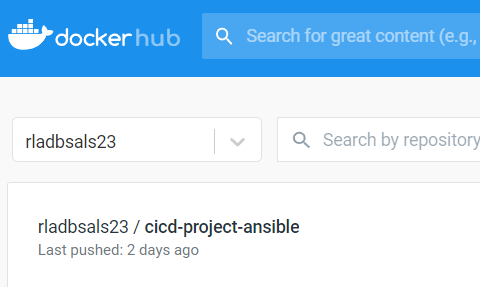 docker hub
Search for great content (e.g.,
rladbsals23
Search by repository
rladbsals23 / cicd-project-ansible
Last pushed: 2 days ago